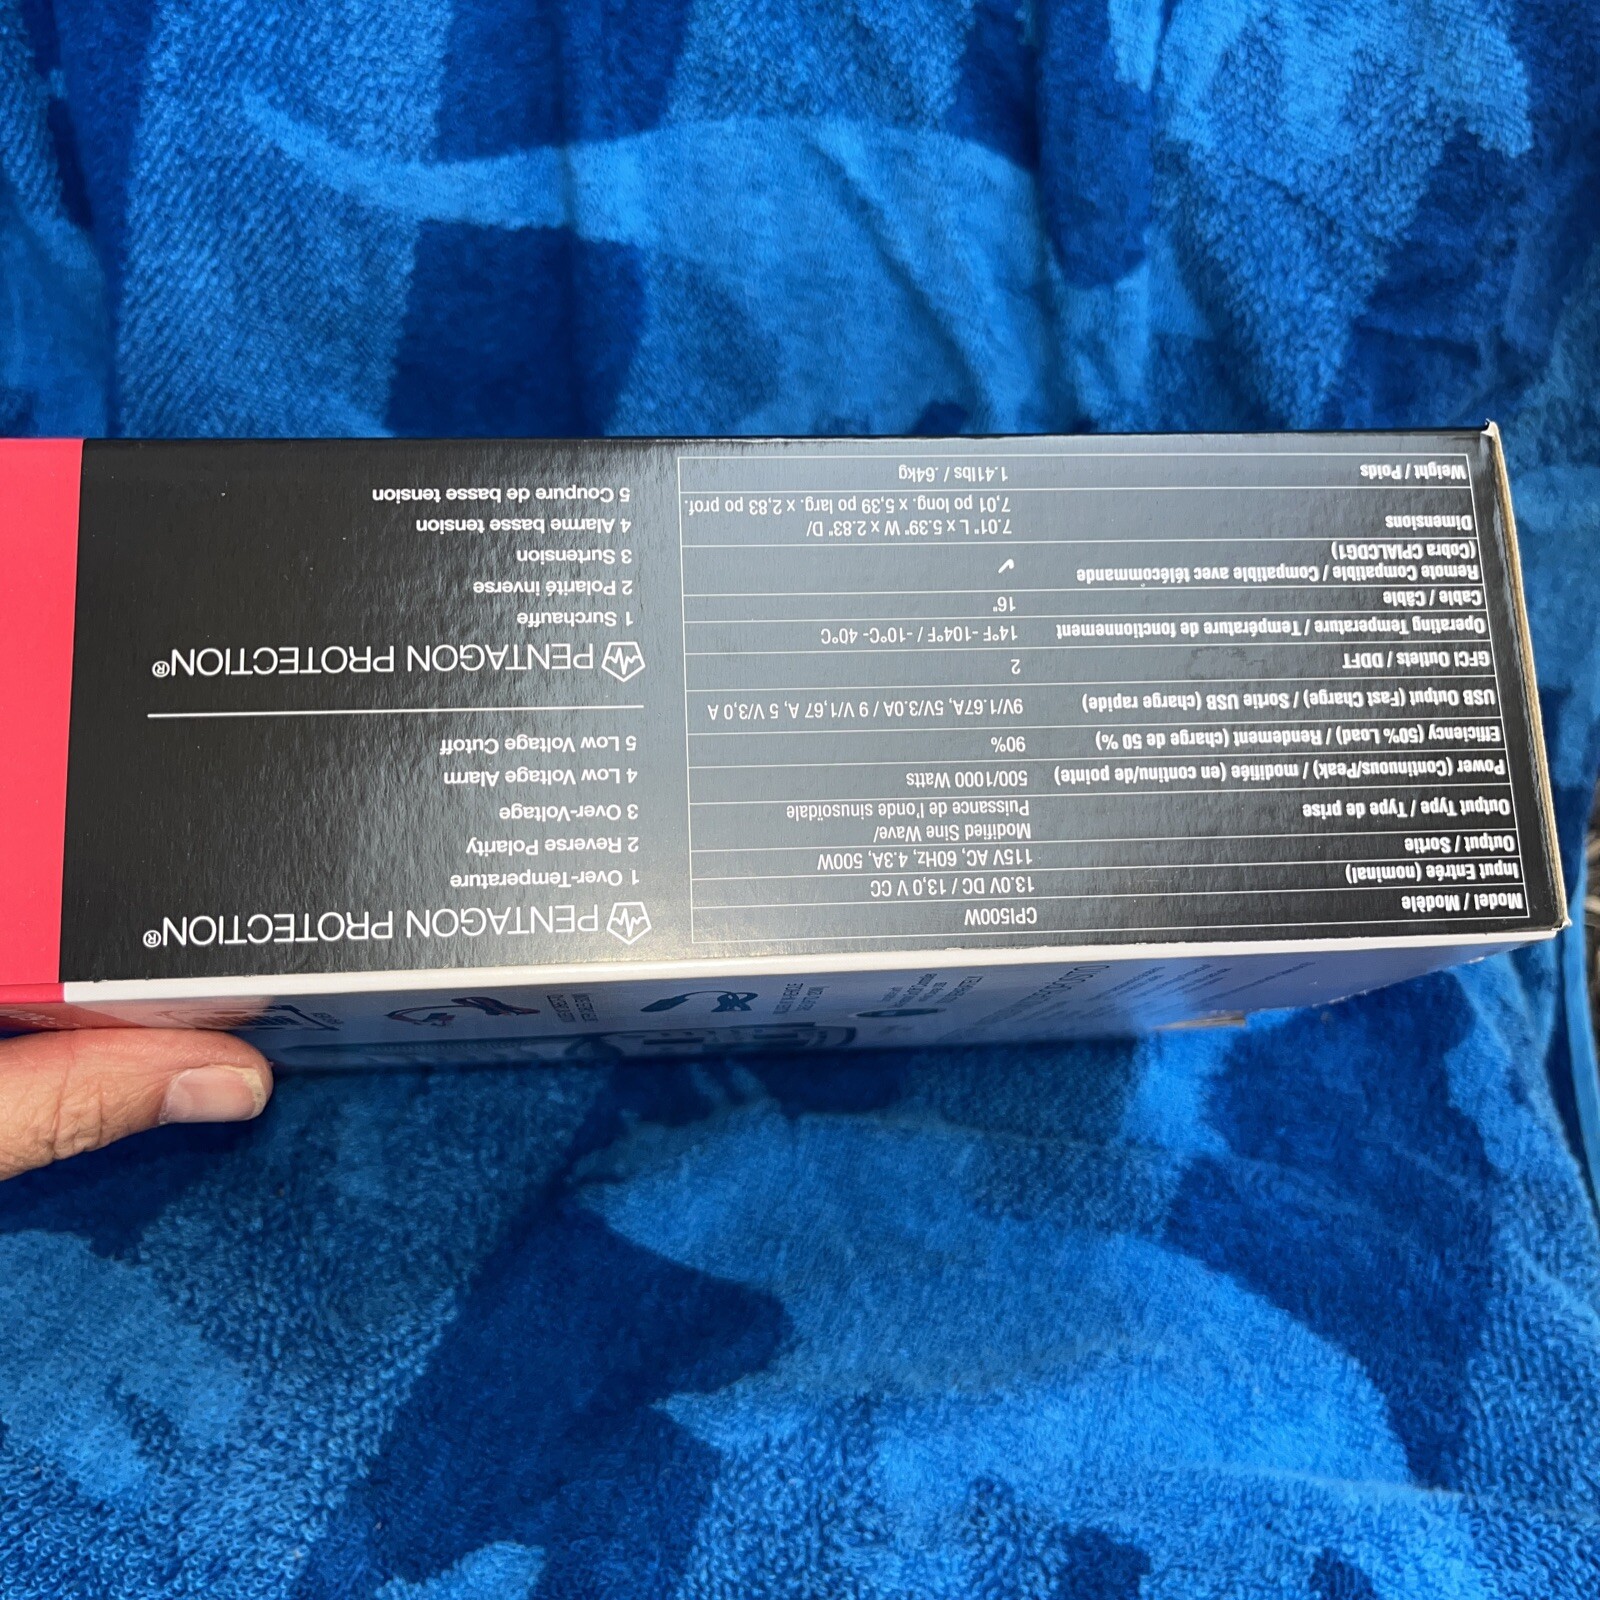 Model / Modèle CPI500W
Input Entrée (nominal) 13.0V DC / 13,0 V CC
Output / Sortie 115V AC, 60Hz, 4.3A, 500W
Output Type / Type de prise Modified Sine Wave/
Puissance de l'onde sinusoïdale
Power (Continuous/Peak) / modifiée (en continu/de pointe) 500/1000 Watts
Efficiency (50% Load) / Rendement (charge de 50 %) 90%
USB Output (Fast Charge) / Sortie USB (charge rapide) 9V/1.67A, 5V/3.0A / 9 V/1,67 A, 5 V/3,0 A
GFCI Outlets / DDFT 2
Operating Temperature / Température de fonctionnement 14°F -104°F / -10°C- 40°C
Cable / Câble 16"
Remote Compatible / Compatible avec télécommande ✓
(Cobra CPIALCDG1)
Dimensions 7.01" L x 5.39" W x 2.83" D/
7,01 po long. x 5,39 po larg. x 2,83 po prof.
Weight / Poids 1.41lbs / .64kg
PENTAGON PROTECTION®
1 Over-Temperature
2 Reverse Polarity
3 Over-Voltage
4 Low Voltage Alarm
5 Low Voltage Cutoff
PENTAGON PROTECTION®
1 Surchauffe
2 Polarité inverse
3 Surtension
4 Alarme basse tension
5 Coupure de basse tension